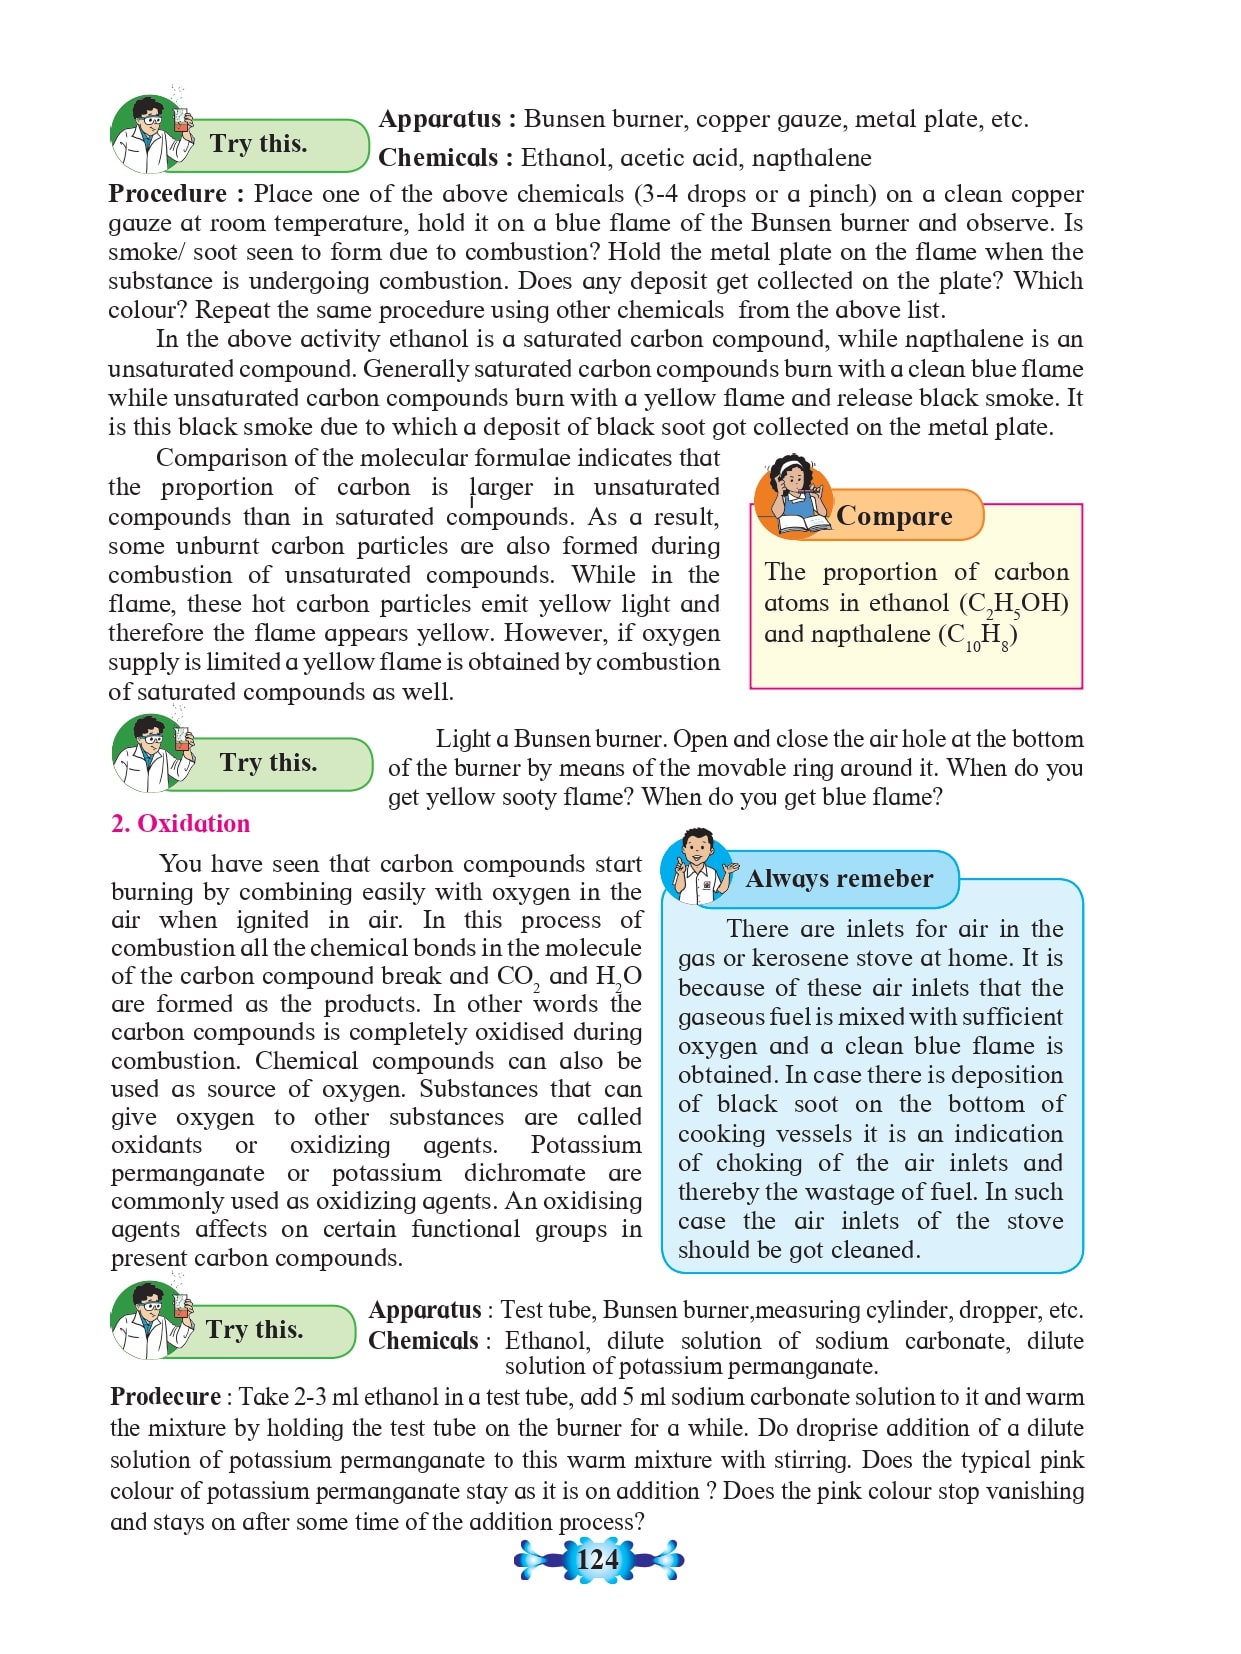 Try this.
Apparatus : Bunsen burner, copper gauze, metal plate, etc.
Chemicals : Ethanol, acetic acid, napthalene
Procedure : Place one of the above chemicals (3-4 drops or a pinch) on a clean copper
gauze at room temperature, hold it on a blue flame of the Bunsen burner and observe. Is
smoke/ soot seen to form due to combustion? Hold the metal plate on the flame when the
substance is undergoing combustion. Does any deposit get collected on the plate? Which
colour? Repeat the same procedure using other chemicals from the above list.
In the above activity ethanol is a saturated carbon compound, while napthalene is an
unsaturated compound. Generally saturated carbon compounds burn with a clean blue flame
while unsaturated carbon compounds burn with a yellow flame and release black smoke. It
is this black smoke due to which a deposit of black soot got collected on the metal plate.
Comparison of the molecular formulae indicates that
the proportion of carbon is larger in unsaturated
compounds than in saturated compounds. As a result,
some unburnt carbon particles are also formed during
combustion of unsaturated compounds. While in the
flame, these hot carbon particles emit yellow light and
therefore the flame appears yellow. However, if oxygen
supply is limited a yellow flame is obtained by combustion
of saturated compounds as well.
Compare
The proportion of carbon
atoms in ethanol (C₂H₅OH)
and napthalene (C₁₀H₈)
Try this.
Light a Bunsen burner. Open and close the air hole at the bottom
of the burner by means of the movable ring around it. When do you
get yellow sooty flame? When do you get blue flame?
2. Oxidation
You have seen that carbon compounds start
burning by combining easily with oxygen in the
air when ignited in air. In this process of
combustion all the chemical bonds in the molecule
of the carbon compound break and CO₂ and H₂O
are formed as the products. In other words the
carbon compounds is completely oxidised during
combustion. Chemical compounds can also be
used as source of oxygen. Substances that can
give oxygen to other substances are called
oxidants or oxidizing agents. Potassium
permanganate or potassium dichromate are
commonly used as oxidizing agents. An oxidising
agents affects on certain functional groups in
present carbon compounds.
Always remeber
There are inlets for air in the
gas or kerosene stove at home. It is
because of these air inlets that the
gaseous fuel is mixed with sufficient
oxygen and a clean blue flame is
obtained. In case there is deposition
of black soot on the bottom of
cooking vessels it is an indication
of choking of the air inlets and
thereby the wastage of fuel. In such
case the air inlets of the stove
should be got cleaned.
Try this.
Apparatus : Test tube, Bunsen burner,measuring cylinder, dropper, etc.
Chemicals : Ethanol, dilute solution of sodium carbonate, dilute
solution of potassium permanganate.
Prodecure : Take 2-3 ml ethanol in a test tube, add 5 ml sodium carbonate solution to it and warm
the mixture by holding the test tube on the burner for a while. Do droprise addition of a dilute
solution of potassium permanganate to this warm mixture with stirring. Does the typical pink
colour of potassium permanganate stay as it is on addition ? Does the pink colour stop vanishing
and stays on after some time of the addition process?
124